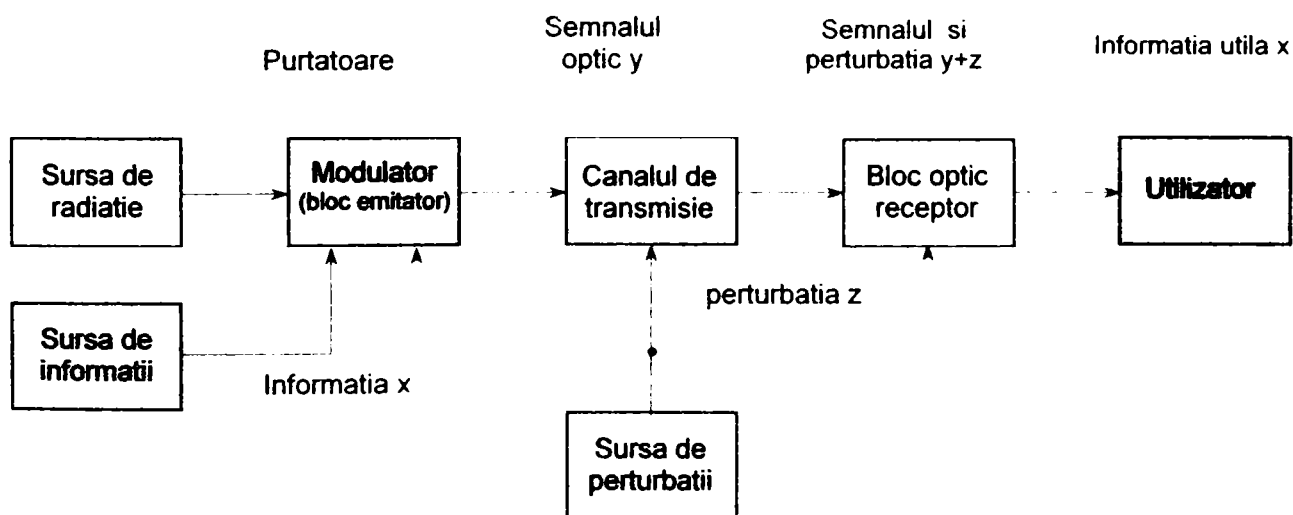 Purtatoare
Semnalul
optic y
Semnalul si
perturbatia y+z
Informatia utila x
Sursa de
radiatie
Modulator
(bloc emitator)
Canalul de
transmisie
Bloc optic
receptor
Utilizator
Sursa de
informatii
Informatia x
perturbatia z
Sursa de
perturbatii